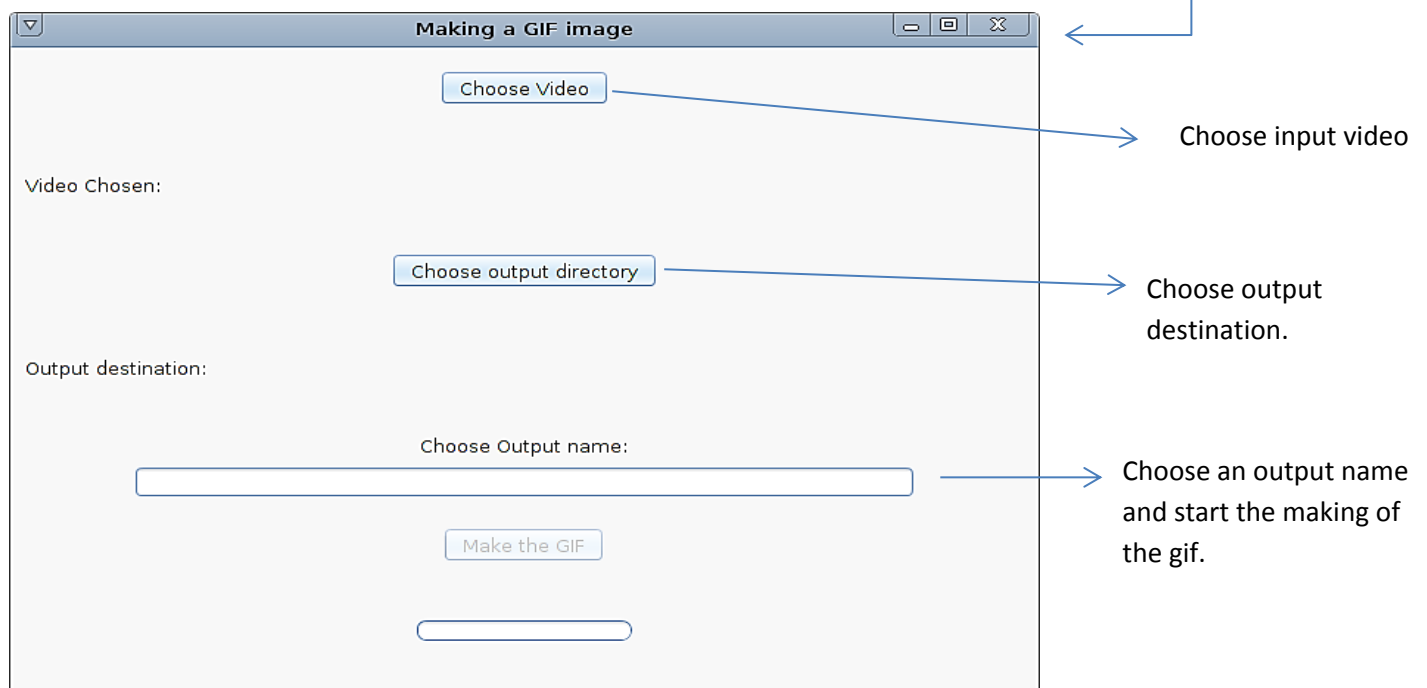 Making a GIF image
Choose Video
Choose input video
Video Chosen:
Choose output directory
Choose output
destination.
Output destination:
Choose Output name:
Choose an output name
and start the making of
the gif.
Make the GIF